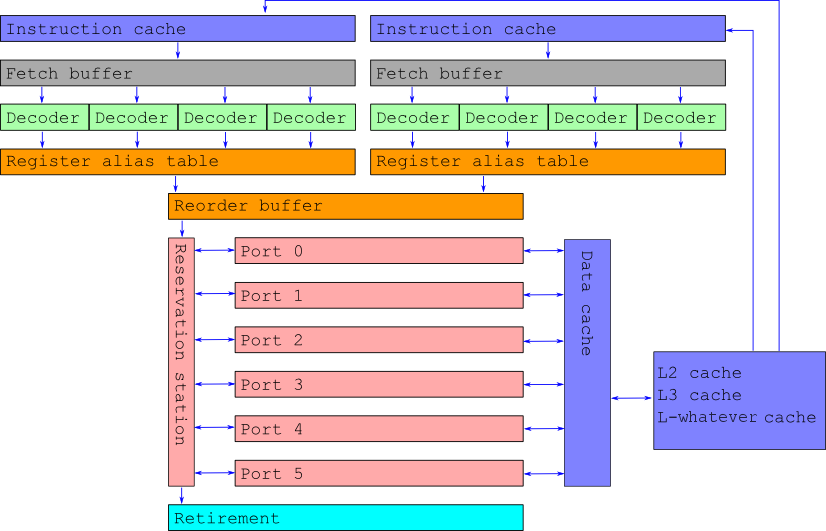 Instruction cache
Instruction cache
Fetch buffer
Fetch buffer
Decoder
Decoder
Decoder
Decoder
Decoder
Decoder
Decoder
Decoder
Register alias table
Register alias table
Reorder buffer
Reservation station
Port 0
Port 1
Port 2
Port 3
Port 4
Port 5
Data cache
L2 cache
L3 cache
L-whatever cache
Retirement